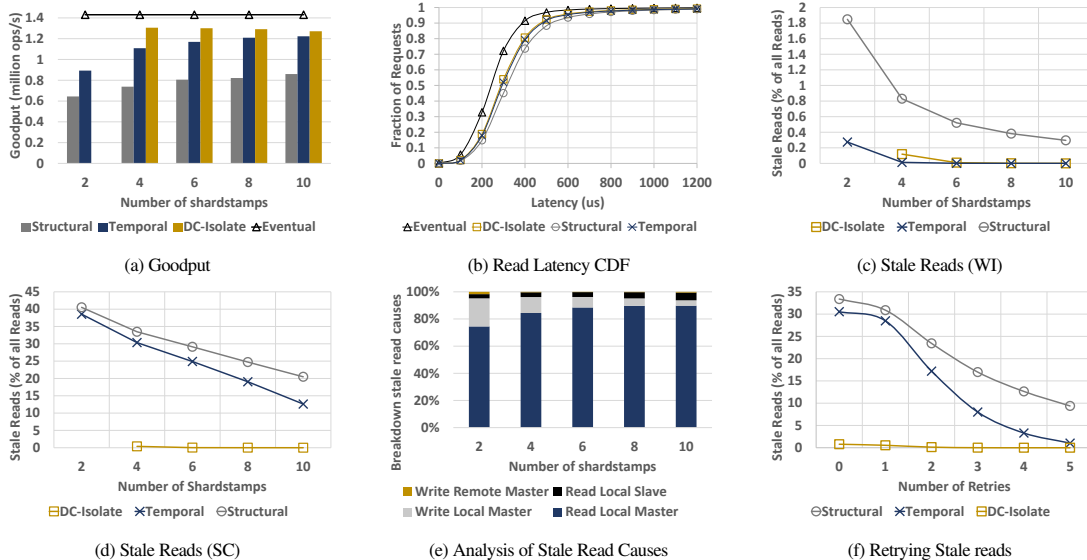 Goodput (million ops/s)
1.4
1.2
1
0.8
0.6
0.4
0.2
0
2 4 6 8 10
Number of shardstamps
Structural Temporal DC-Isolate Eventual
(a) Goodput
Fraction of Requests
1
0.9
0.8
0.7
0.6
0.5
0.4
0.3
0.2
0.1
0
0 200 400 600 800 1000 1200
Latency (us)
Eventual DC-Isolate Structural Temporal
(b) Read Latency CDF
Stale Reads (% of all Reads)
2
1.8
1.6
1.4
1.2
1
0.8
0.6
0.4
0.2
0
2 4 6 8 10
Number of Shardstamps
DC-Isolate Temporal Structural
(c) Stale Reads (WI)
Stale Reads (% of all Reads)
45
40
35
30
25
20
15
10
5
0
2 4 6 8 10
Number of Shardstamps
DC-Isolate Temporal Structural
(d) Stale Reads (SC)
Breakdown stale read causes
100%
80%
60%
40%
20%
0%
2 4 6 8 10
Number of shardstamps
Write Remote Master Read Local Slave
Write Local Master Read Local Master
(e) Analysis of Stale Read Causes
Stale Reads (% of all Reads)
35
30
25
20
15
10
5
0
0 1 2 3 4 5
Number of Retries
Structural Temporal DC-Isolate
(f) Retrying Stale reads